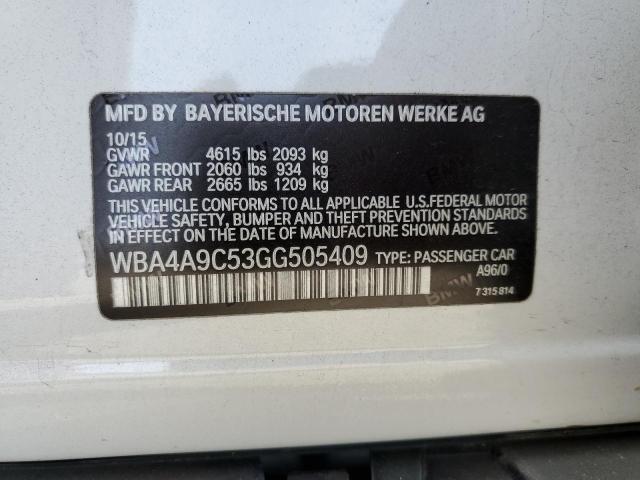 MFD BY BAYERISCHE MOTOREN WERKE AG
10/15
GVWR 4615 lbs 2093 kg
GAWR FRONT 2060 lbs 934 kg
GAWR REAR 2665 lbs 1209 kg
THIS VEHICLE CONFORMS TO ALL APPLICABLE U.S.FEDERAL MOTOR
VEHICLE SAFETY, BUMPER AND THEFT PREVENTION STANDARDS
IN EFFECT ON THE DATE OF MANUFACTURE SHOWN ABOVE.
WBA4A9C53GG505409 TYPE: PASSENGER CAR
A96/0
7 315 814